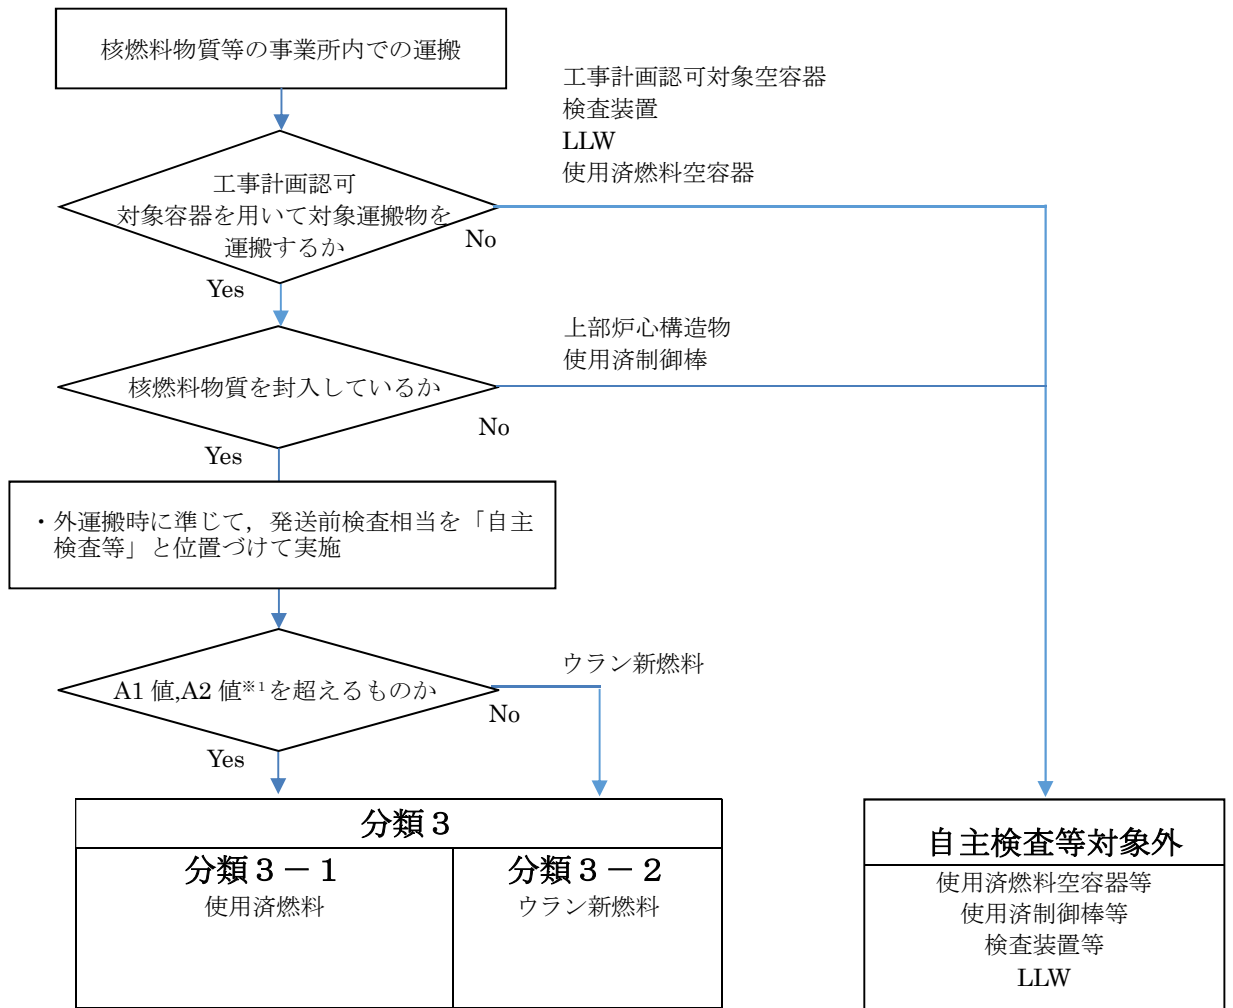 核燃料物質等の事業所内での運搬
工事計画認可対象空容器
検査装置
LLW
使用済燃料空容器
工事計画認可
対象容器を用いて対象運搬物を
運搬するか
No
Yes
上部炉心構造物
使用済制御棒
核燃料物質を封入しているか
No
Yes
・外運搬時に準じて，発送前検査相当を「自主
検査等」と位置づけて実施
ウラン新燃料
A1 値,A2 値※1を超えるものか
No
Yes
分類３
分類３－１
使用済燃料
分類３－２
ウラン新燃料
自主検査等対象外
使用済燃料空容器等
使用済制御棒等
検査装置等
LLW